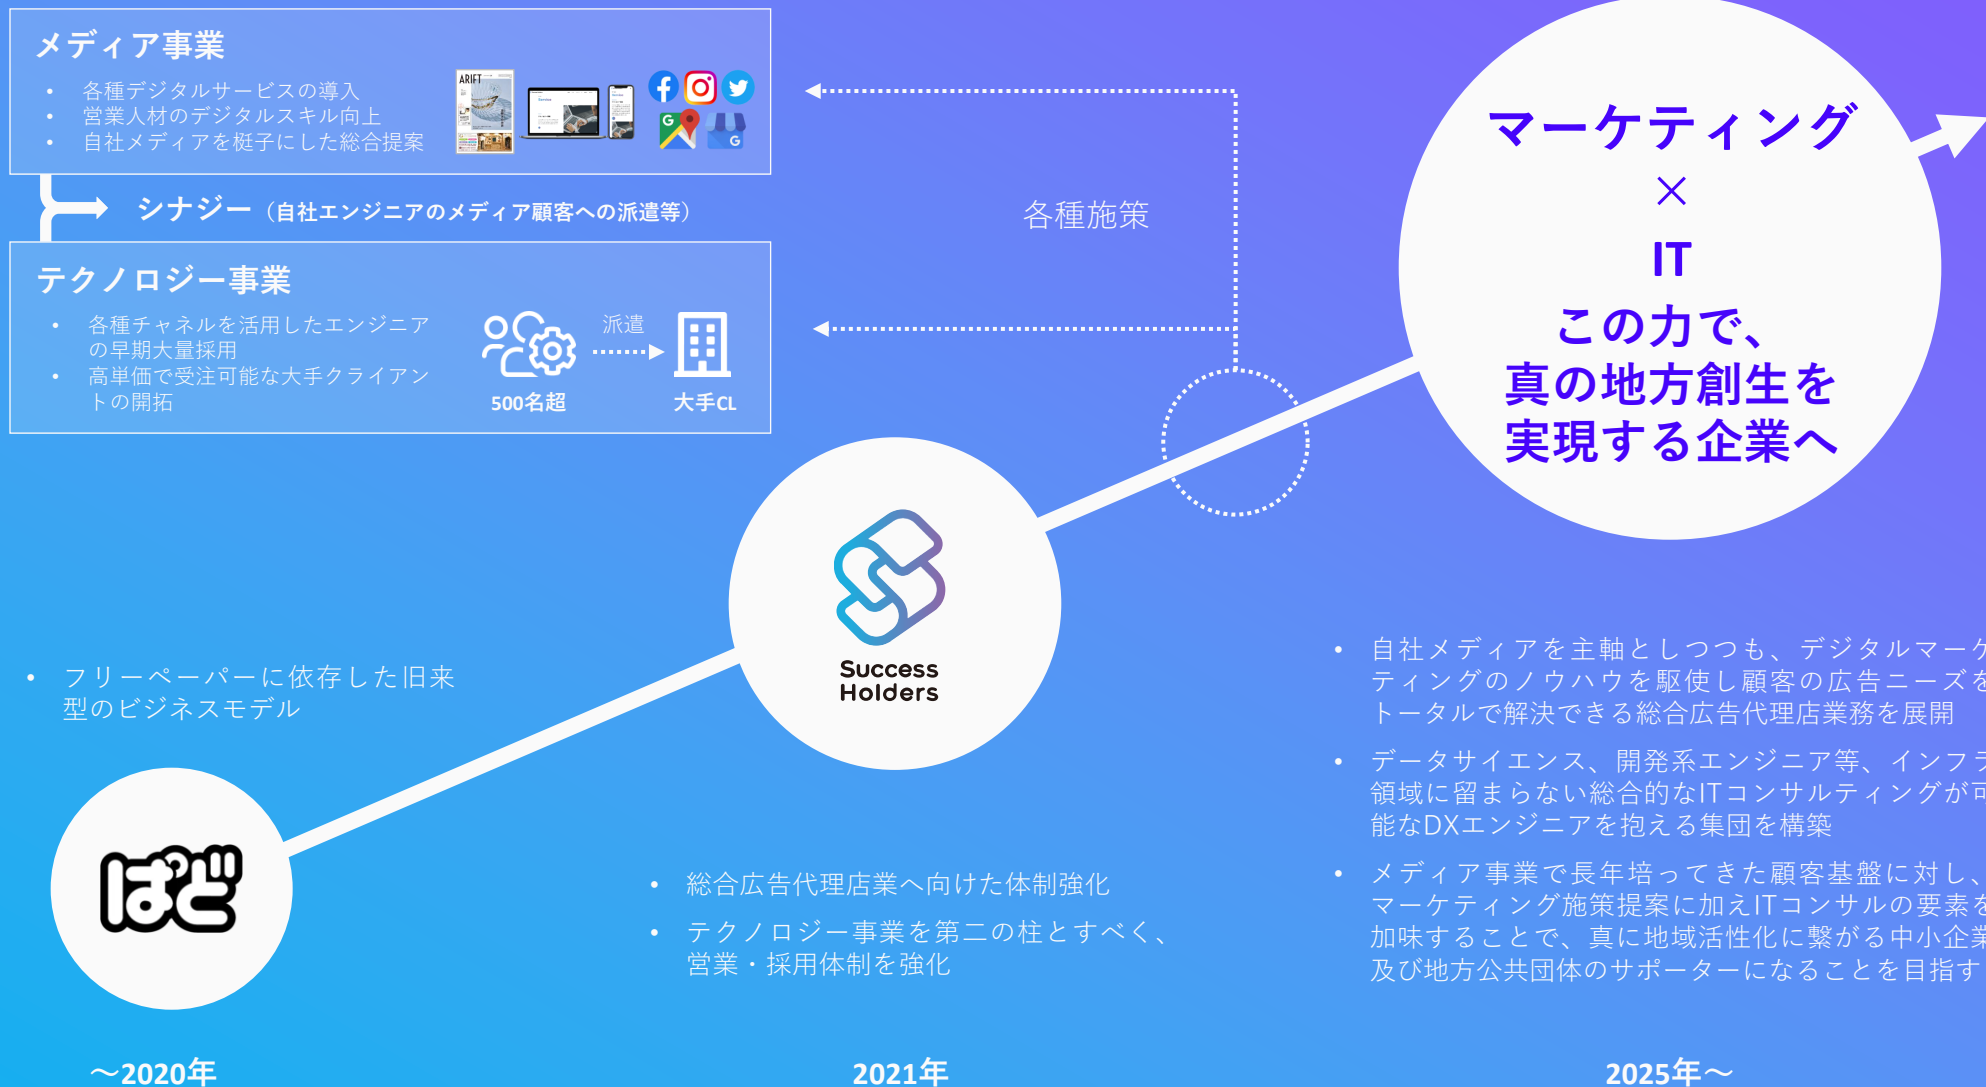 メディア事業
• 各種デジタルサービスの導入
• 営業人材のデジタルスキル向上
• 自社メディアを梃子にした総合提案
ARIFT
シナジー（自社エンジニアのメディア顧客への派遣等）
テクノロジー事業
• 各種チャネルを活用したエンジニア
の早期大量採用
• 高単価で受注可能な大手クライアン
トの開拓
派遣
500名超
大手CL
各種施策
マーケティング
×
IT
この力で、
真の地方創生を
実現する企業へ
Success
Holders
• フリーペーパーに依存した旧来
型のビジネスモデル
ぱど
• 総合広告代理店業へ向けた体制強化
• テクノロジー事業を第二の柱とすべく、
営業・採用体制を強化
• 自社メディアを主軸としつつも、デジタルマーケ
ティングのノウハウを駆使し顧客の広告ニーズを
トータルで解決できる総合広告代理店業務を展開
• データサイエンス、開発系エンジニア等、インフラ
領域に留まらない総合的なITコンサルティングが可
能なDXエンジニアを抱える集団を構築
• メディア事業で長年培ってきた顧客基盤に対し、
マーケティング施策提案に加えITコンサルの要素を
加味することで、真に地域活性化に繋がる中小企業
及び地方公共団体のサポーターになることを目指す
～2020年
2021年
2025年～